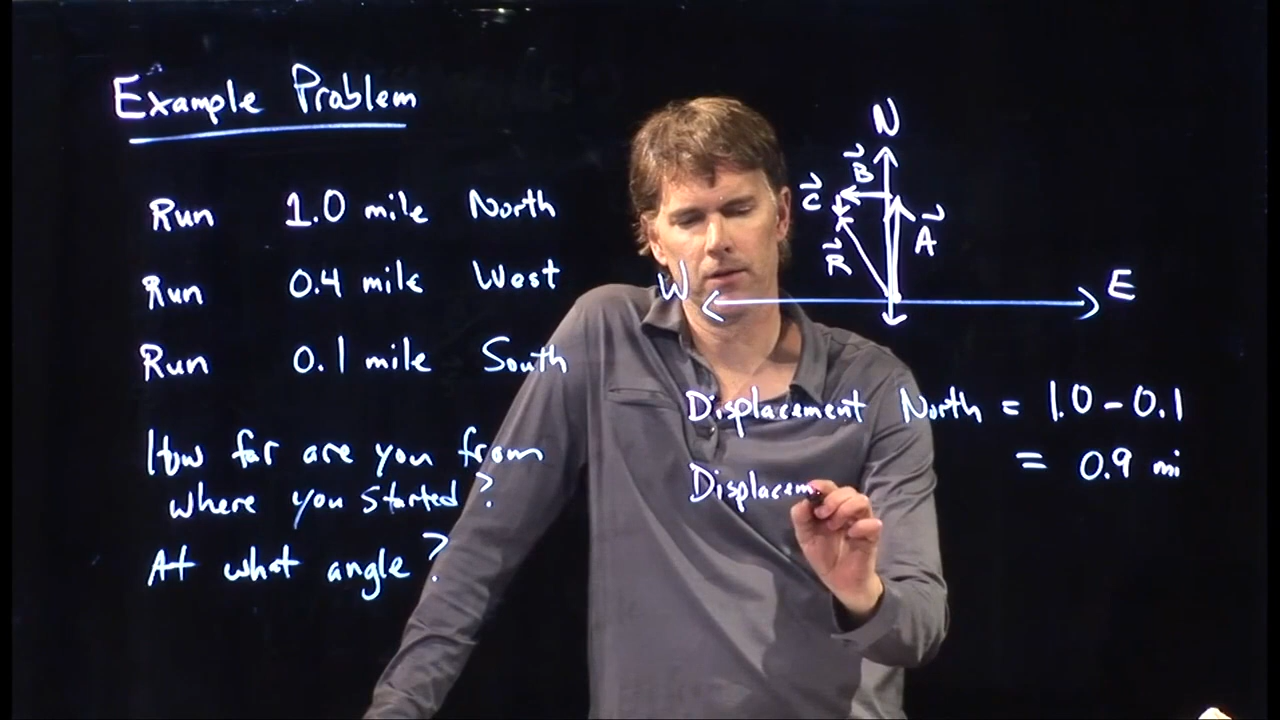 Example Problem
Run 1.0 mile North
Run 0.4 mile West
Run 0.1 mile South
How far are you from
where you started?
At what angle?
N
B
C
A
R
W
E
Displacement North = 1.0 - 0.1
= 0.9 mi
Displacem